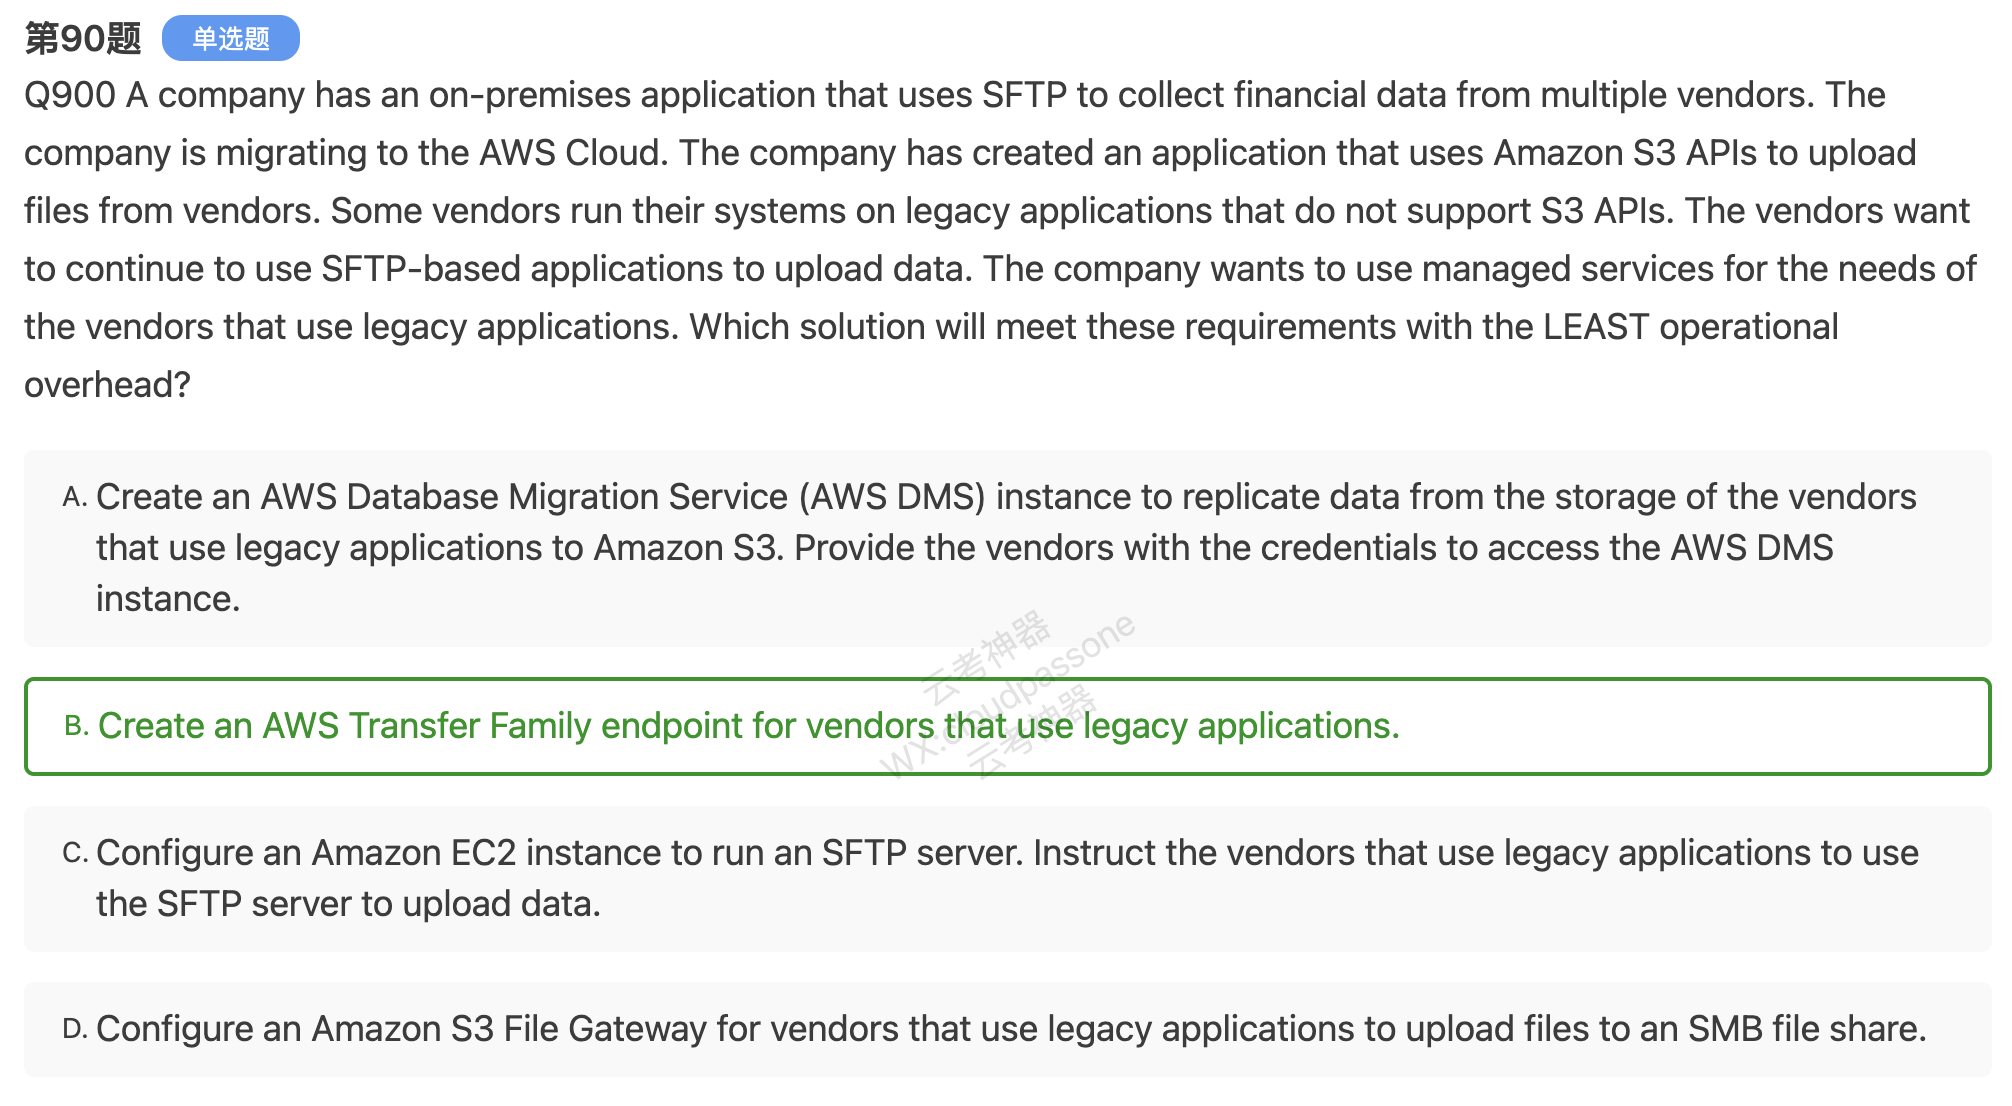 第90题 单选题
Q900 A company has an on-premises application that uses SFTP to collect financial data from multiple vendors. The
company is migrating to the AWS Cloud. The company has created an application that uses Amazon S3 APIs to upload
files from vendors. Some vendors run their systems on legacy applications that do not support S3 APIs. The vendors want
to continue to use SFTP-based applications to upload data. The company wants to use managed services for the needs of
the vendors that use legacy applications. Which solution will meet these requirements with the LEAST operational
overhead?
A. Create an AWS Database Migration Service (AWS DMS) instance to replicate data from the storage of the vendors
that use legacy applications to Amazon S3. Provide the vendors with the credentials to access the AWS DMS
instance.
云考神器
WX:cloudpassone
云考神器
B. Create an AWS Transfer Family endpoint for vendors that use legacy applications.
C. Configure an Amazon EC2 instance to run an SFTP server. Instruct the vendors that use legacy applications to use
the SFTP server to upload data.
D. Configure an Amazon S3 File Gateway for vendors that use legacy applications to upload files to an SMB file share.